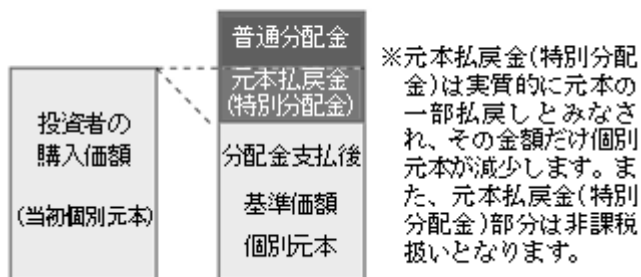 投資者の
購入価額
(当初個別元本)
普通分配金
元本払戻金
(特別分配金)
分配金支払後
基準価額
個別元本
※元本払戻金(特別分配
金)は実質的に元本の
一部払戻しとみなさ
れ、その金額だけ個別
元本が減少します。ま
た、元本払戻金(特別
分配金)部分は非課税
扱いとなります。